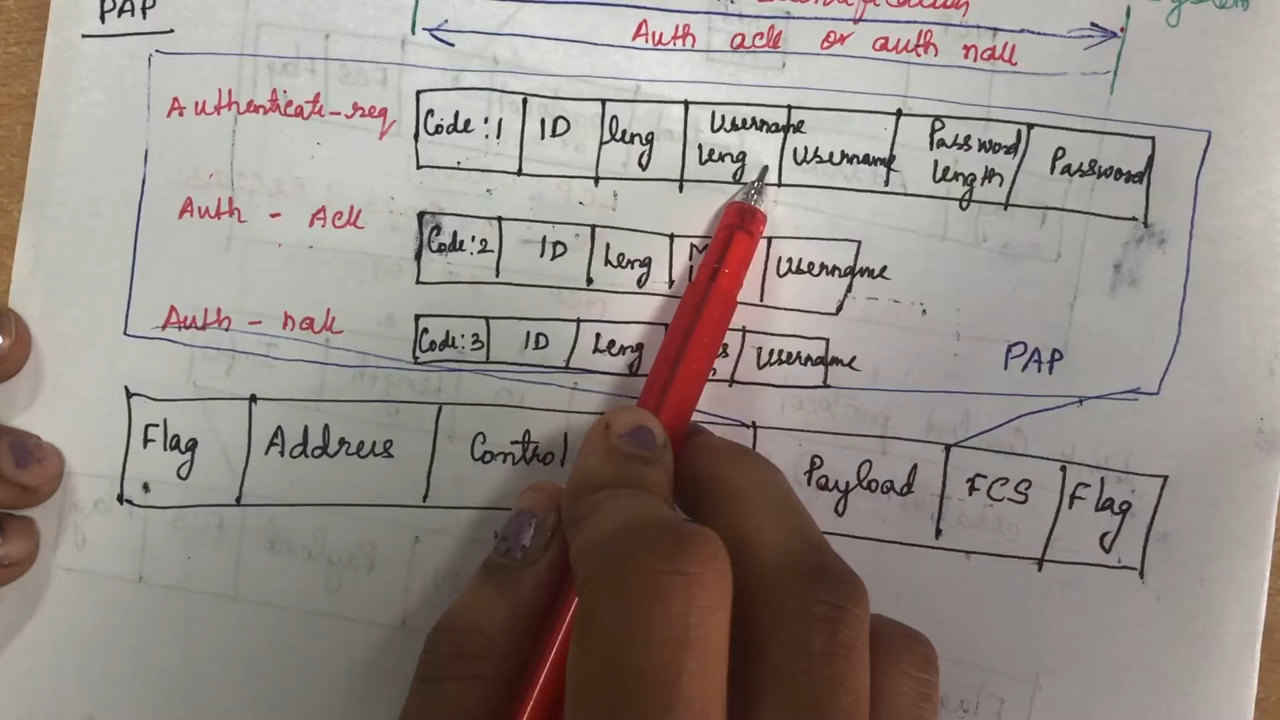 PAP
Auth ack or auth nak
Authenticate-req Code:1 ID leng Username leng Username Password length Password
Auth - Ack Code:2 ID Leng Username
Auth - nak Code:3 ID Leng Username
PAP
Flag Address Control Payload FCS Flag